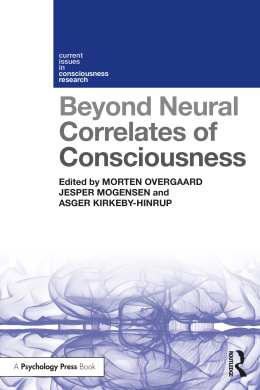 current
issues
in
consciousness
research
Beyond Neural
Correlates of
Consciousness
Edited by MORTEN OVERGAARD
JESPER MOGENSEN and
ASGER KIRKEBY-HINRUP
A Psychology Press Book
ROUTLEDGE